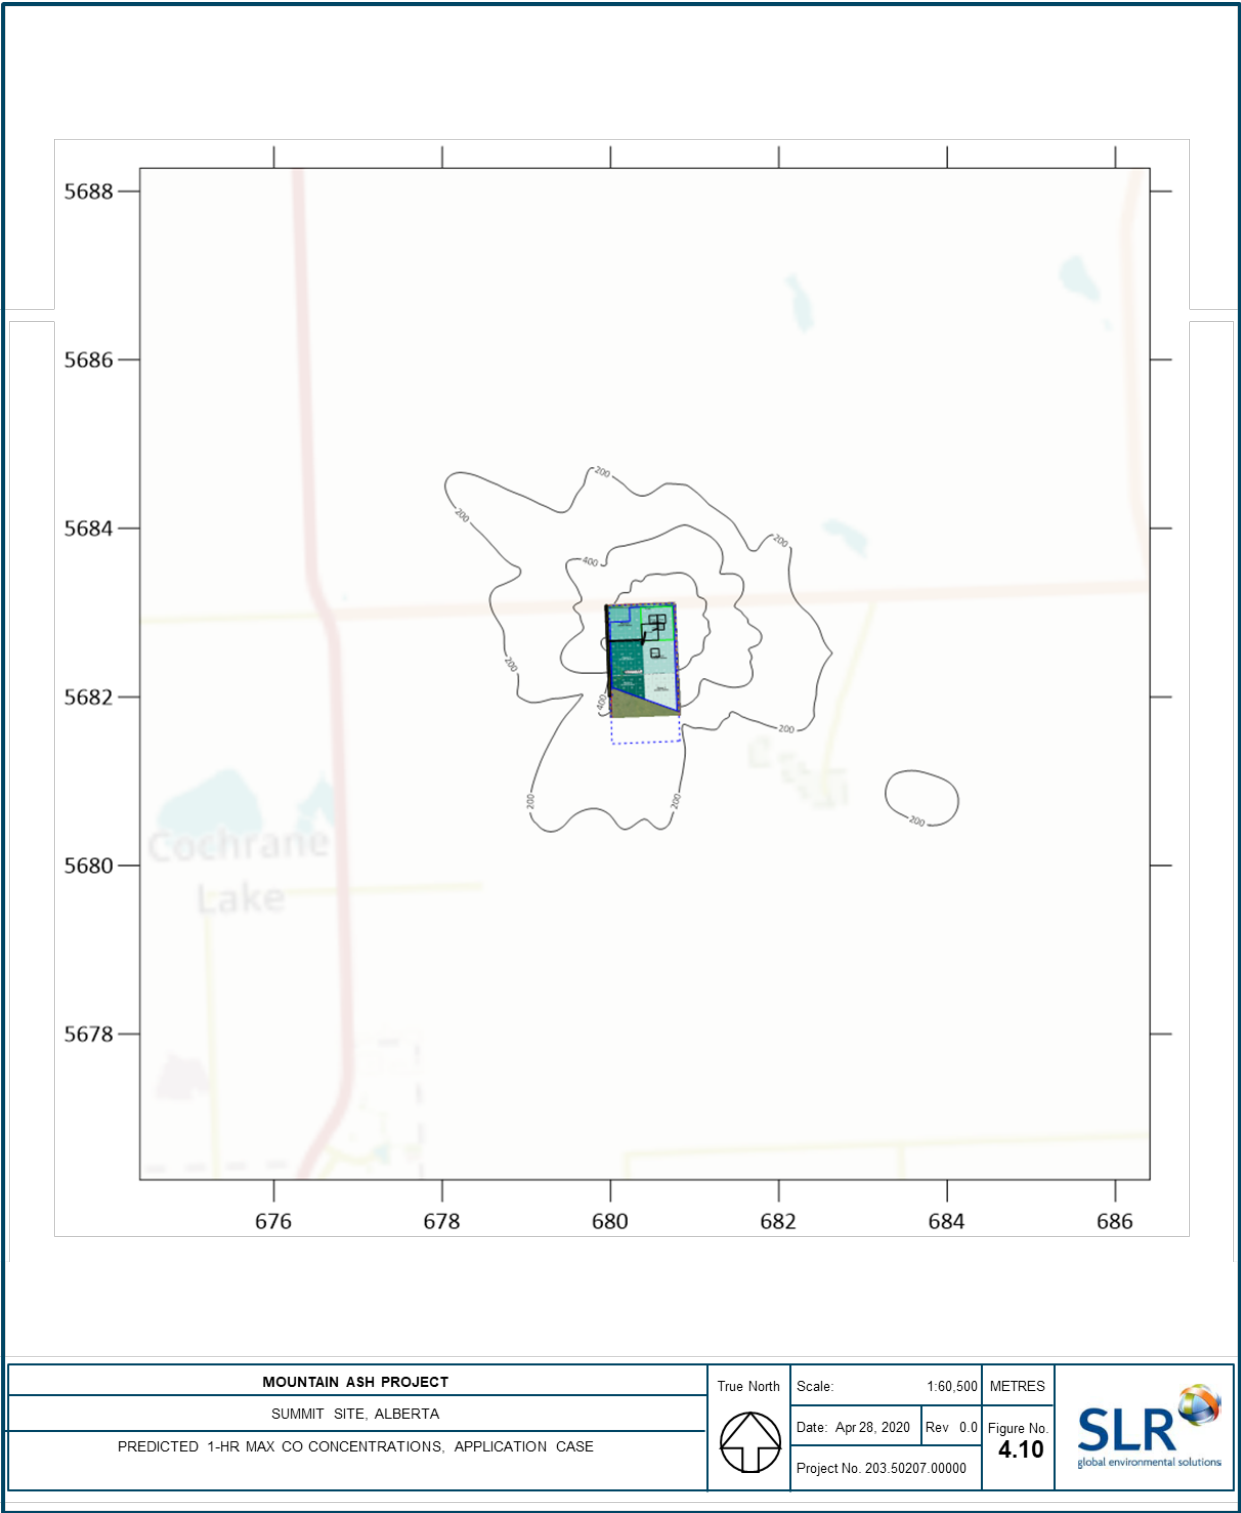 5688
5686
5684
5682
5680
5678
200
200
200
400
200
400
200
200
200
200
Cochrane
Lake
676
678
680
682
684
686
MOUNTAIN ASH PROJECT
SUMMIT SITE, ALBERTA
PREDICTED 1-HR MAX CO CONCENTRATIONS, APPLICATION CASE
True North
Scale: 1:60,500
METRES
Date: Apr 28, 2020
Rev 0.0
Project No. 203.50207.00000
Figure No.
4.10
SLR
global environmental solutions